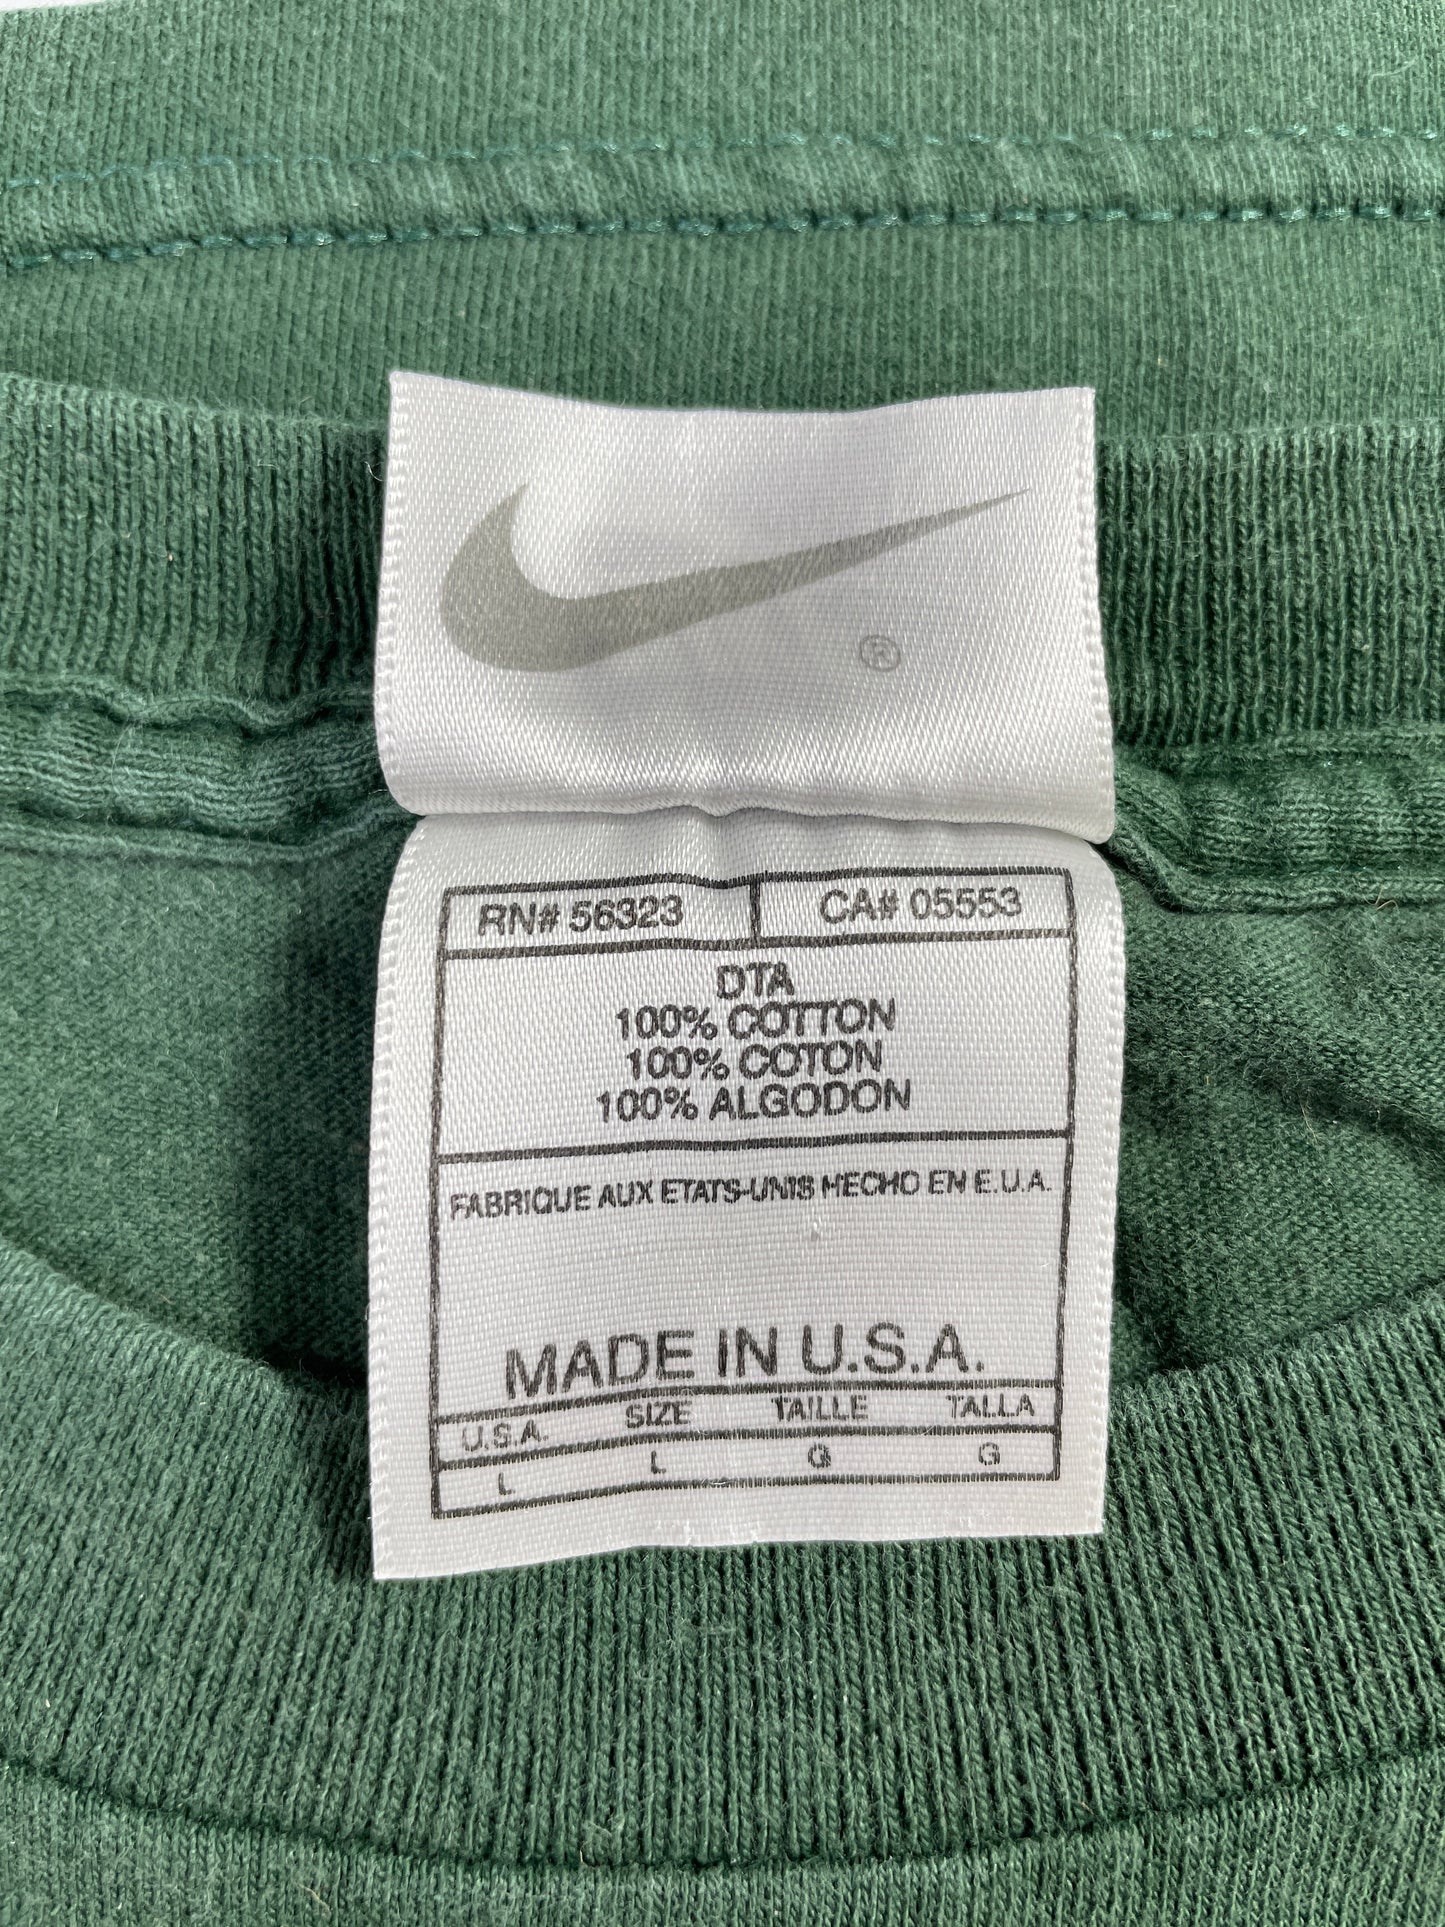 ®
RN# 56323 CA# 05553
DTA
100% COTTON
100% COTON
100% ALGODON
FABRIQUE AUX ETATS-UNIS HECHO EN E.U.A.
MADE IN U.S.A.
U.S.A. SIZE TAILLE TALLA
L L G G